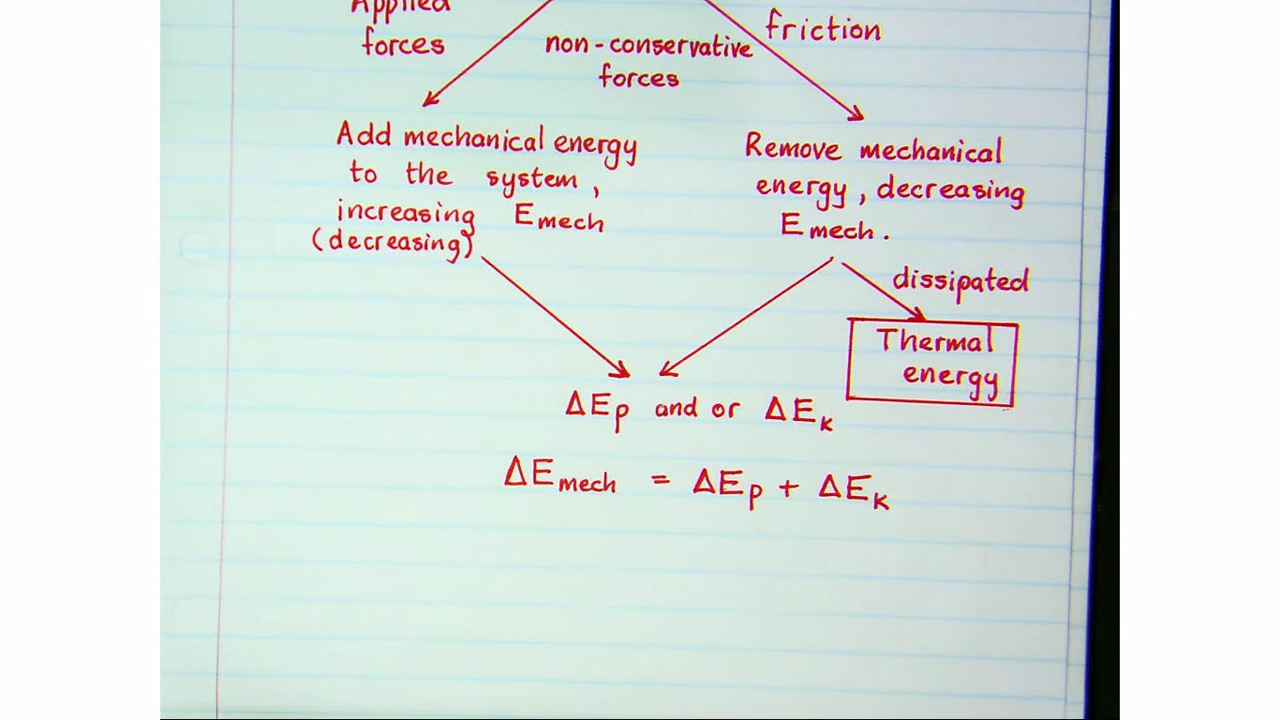 Applied
forces
non-conservative
forces
friction
Add mechanical energy
to the system,
increasing Emech
(decreasing)
Remove mechanical
energy, decreasing
Emech.
dissipated
Thermal
energy
ΔEp and or ΔEk
ΔEmech = ΔEp + ΔEk